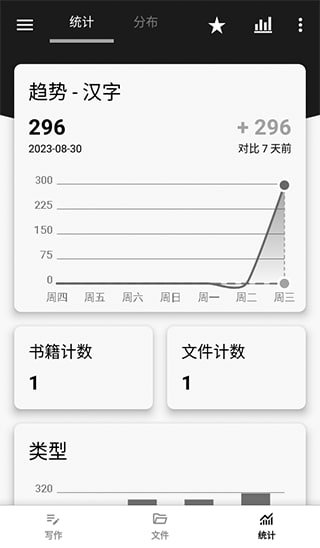 统计 分布
趋势 - 汉字
296 + 296
2023-08-30 对比 7 天前
300
225
150
75
0
周四 周五 周六 周日 周一 周二 周三
书籍计数 文件计数
1 1
类型
320
写作 文件 统计